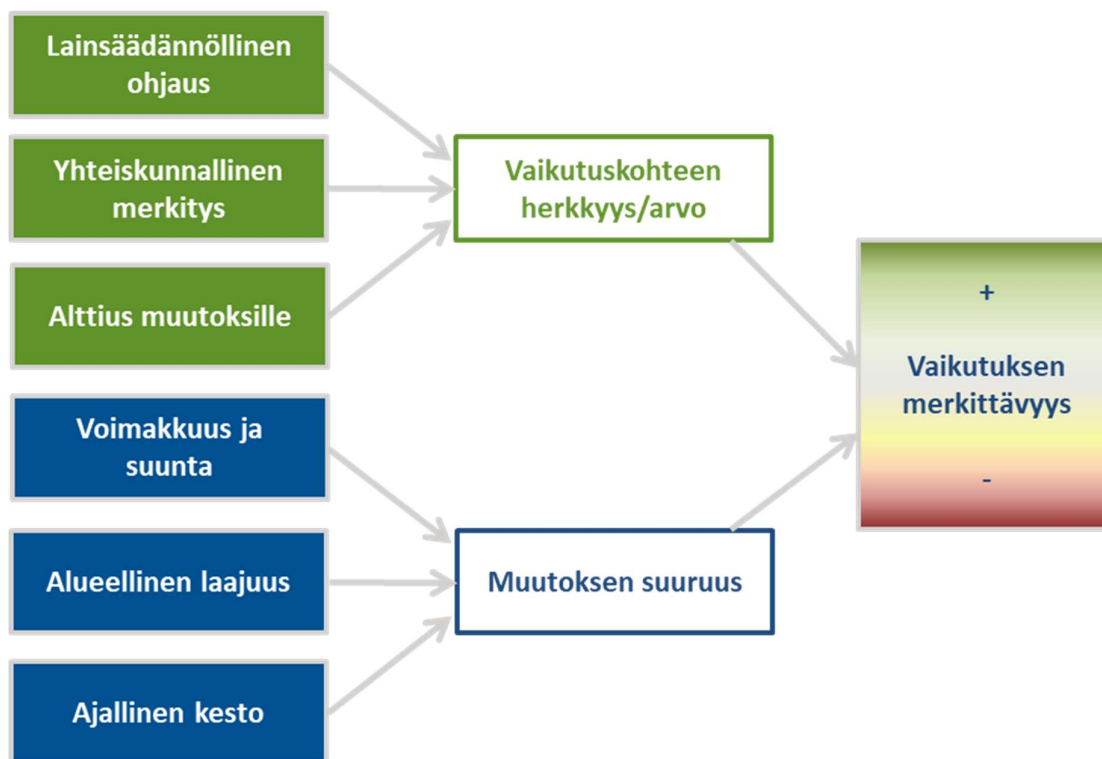 Lainsäädännöllinen
ohjaus
Yhteiskunnallinen
merkitys
Alttius muutoksille
Voimakkuus ja
suunta
Alueellinen laajuus
Ajallinen kesto
Vaikutuskohteen
herkkyys/arvo
Muutoksen suuruus
+
Vaikutuksen
merkittävyys
-